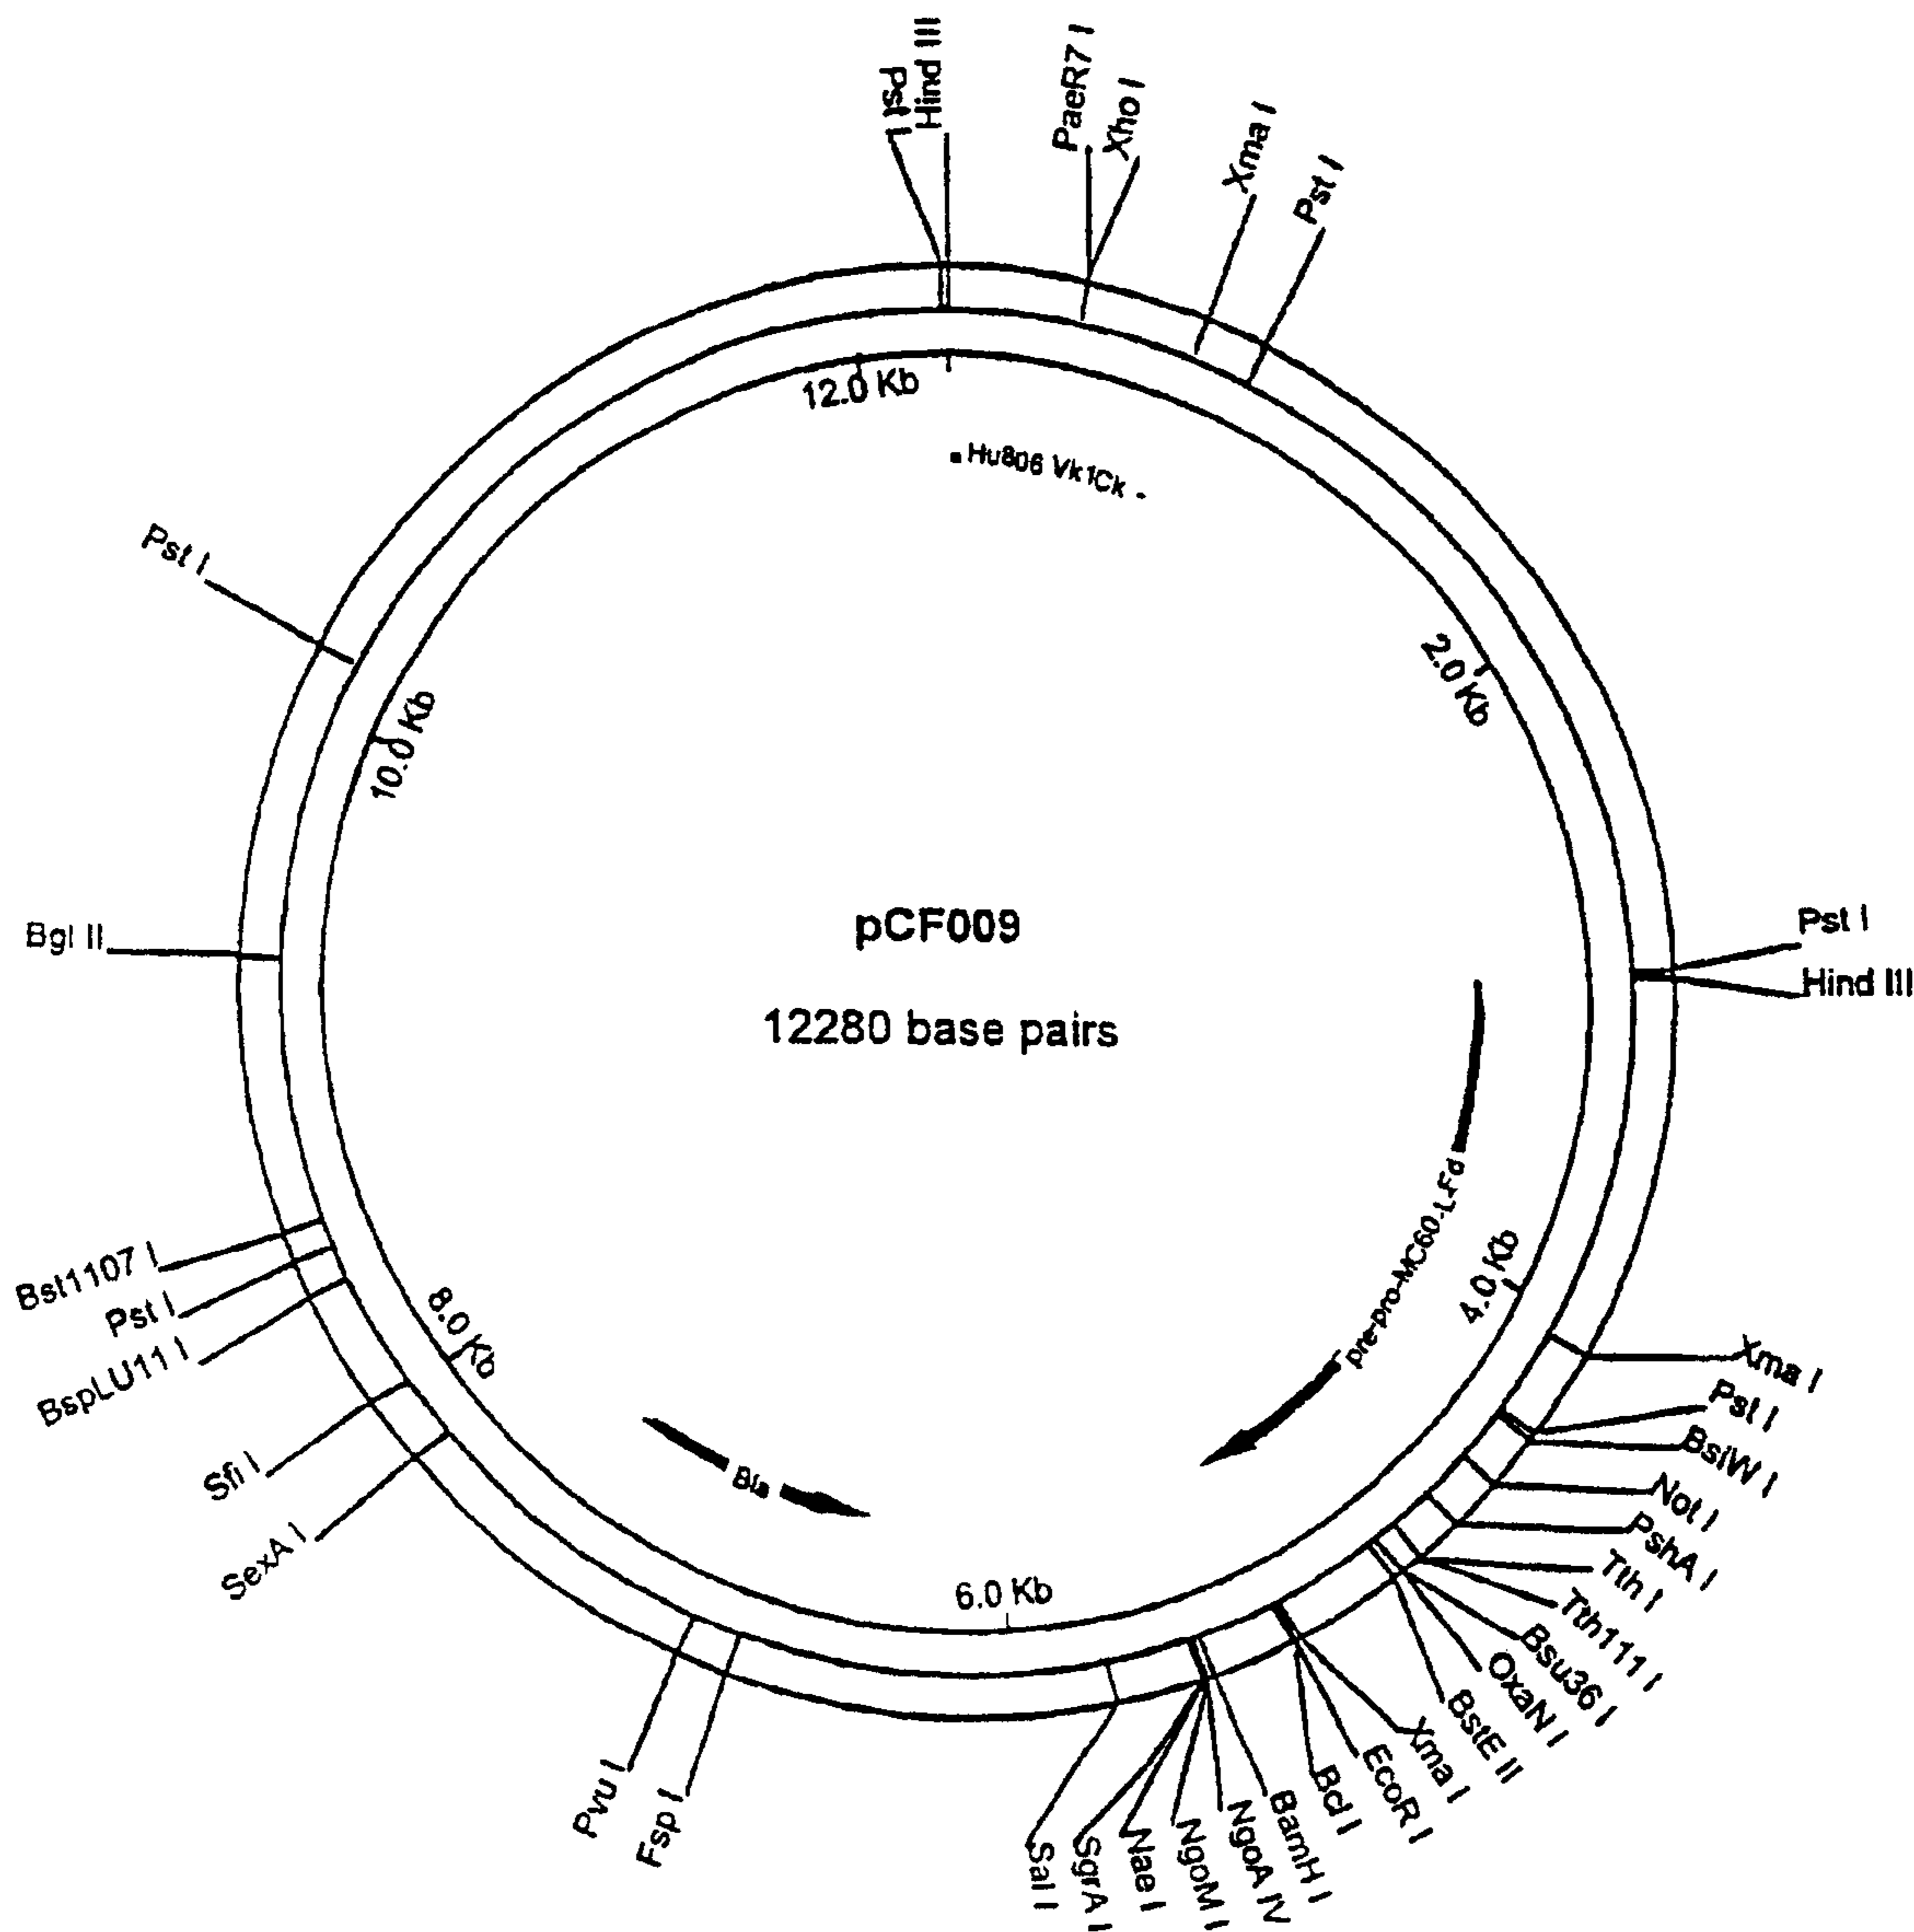 Pst I
Hind III
PaeR7 I
Xho I
Xma I
Pst I
Pst I
Hind III
Xma I
Pst I
BsiW I
Not I
PshA I
Tth I
Tth111 I
Bsu36 I
OxaN I
BstE II
Xma I
EcoR I
Bcl I
BamH I
NgoA IV
NgoM I
Nae I
SgrA I
Sal I
Fsp I
Pvu I
SexA I
Sfi I
BspLU11 I
Pst I
Bst1107 I
Bgl II
Pst I
12.0 Kb
2.0 Kb
4.0 Kb
6.0 Kb
8.0 Kb
10.0 Kb
Hu806 Vk1Ck
pCF009
12280 base pairs
pre-pro-MC60-L-Fd
Bla